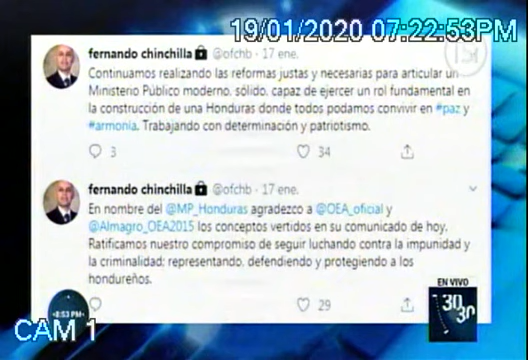 19/01/2020 07:22:53PM
fernando chinchilla @ofchb · 17 ene.
Continuamos realizando las reformas justas y necesarias para articular un
Ministerio Público moderno, sólido, capaz de ejercer un rol fundamental en
la construcción de una Honduras donde todos podamos convivir en #paz y
#armonía. Trabajando con determinación y patriotismo.
3 34
fernando chinchilla @ofchb · 17 ene.
En nombre del @MP_Honduras agradezco a @OEA_oficial y
@Almagro_OEA2015 los conceptos vertidos en su comunicado de hoy.
Ratificamos nuestro compromiso de seguir luchando contra la impunidad y
la criminalidad; representando, defendiendo y protegiendo a los
hondureños.
29
EN VIVO
30
30
8:53 PM
CAM 1